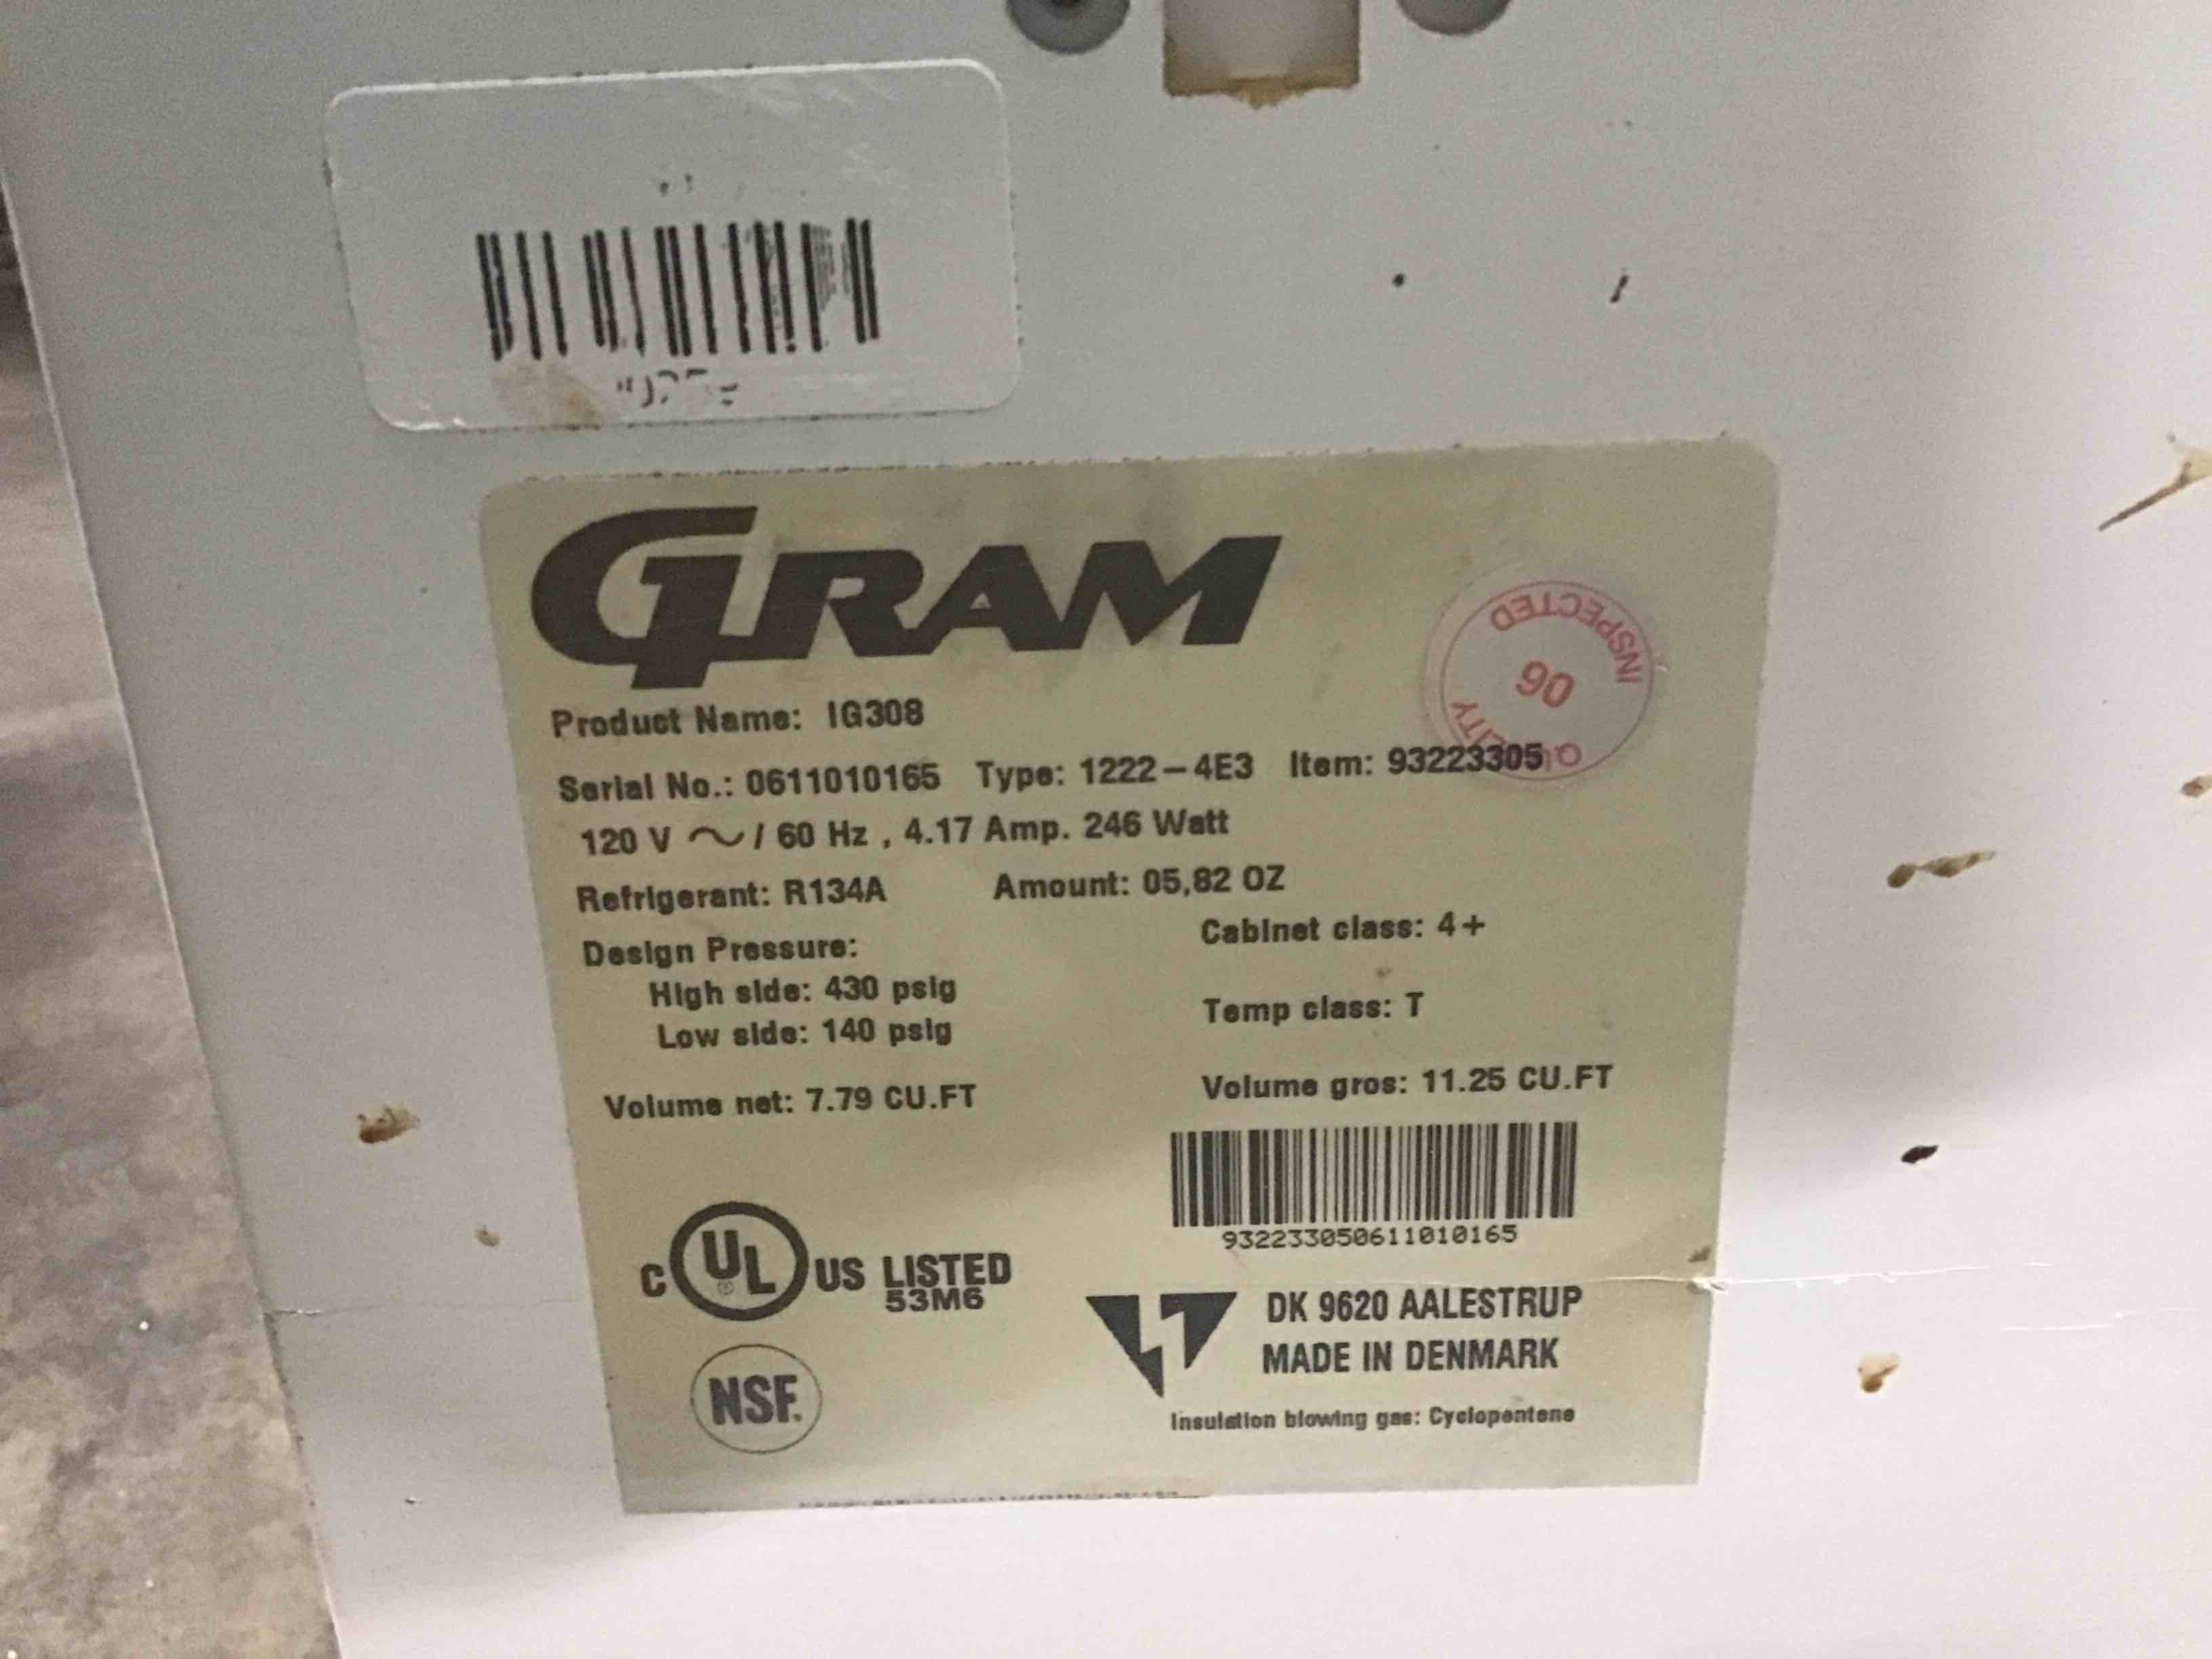 GRAM
QUALITY INSPECTED
06
Product Name: IG308
Serial No.: 0611010165 Type: 1222-4E3 Item: 93223305
120 V ～/ 60 Hz , 4.17 Amp. 246 Watt
Refrigerant: R134A Amount: 05,82 OZ
Design Pressure: Cabinet class: 4+
High side: 430 psig
Low side: 140 psig Temp class: T
Volume net: 7.79 CU.FT Volume gros: 11.25 CU.FT
932233050611010165
C UL ® US LISTED
53M6
DK 9620 AALESTRUP
MADE IN DENMARK
NSF.
Insulation blowing gas: Cyclopentene